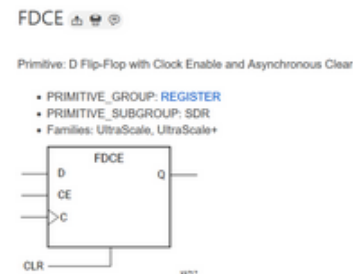 FDCE
Primitive: D Flip-Flop with Clock Enable and Asynchronous Clear
PRIMITIVE_GROUP: REGISTER
PRIMITIVE_SUBGROUP: SDR
Families: UltraScale, UltraScale+
FDCE
D
Q
CE
C
CLR